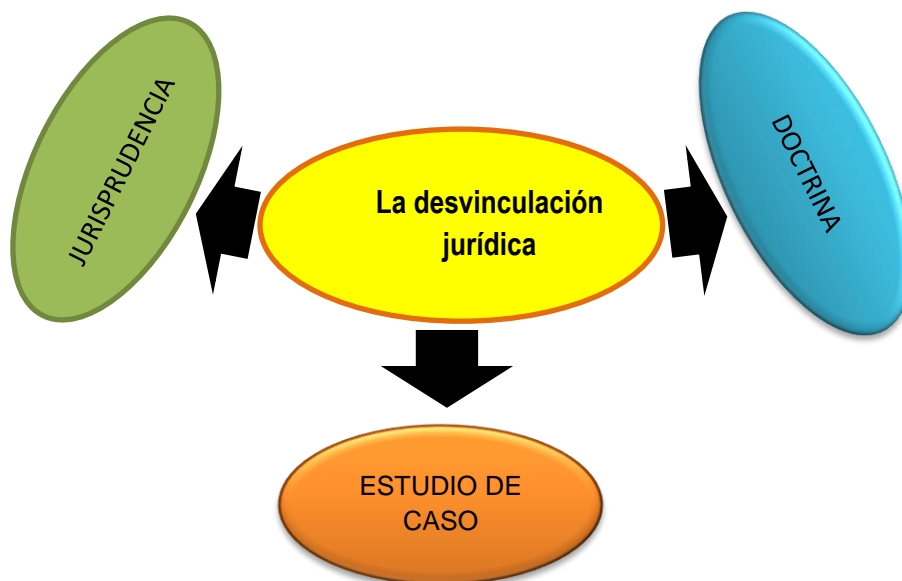 JURISPRUDENCIA
La desvinculación
jurídica
DOCTRINA
ESTUDIO DE
CASO